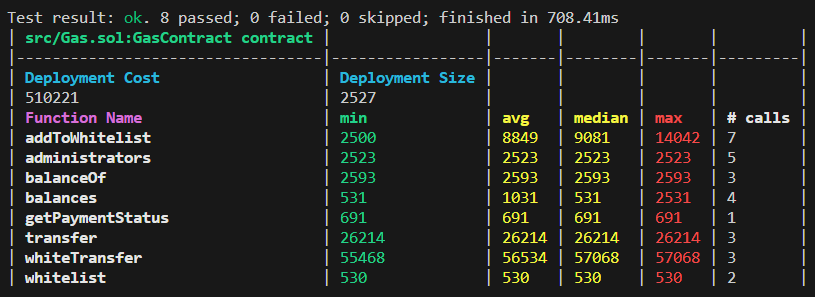 Test result: ok. 8 passed; 0 failed; 0 skipped; finished in 708.41ms
| src/Gas.sol:GasContract contract | | | | | |
|----------------------------------|-----------------|-------|--------|-------|---------|
| Deployment Cost | Deployment Size | | | | |
| 510221 | 2527 | | | | |
| Function Name | min | avg | median | max | # calls |
| addToWhitelist | 2500 | 8849 | 9081 | 14042 | 7 |
| administrators | 2523 | 2523 | 2523 | 2523 | 5 |
| balanceOf | 2593 | 2593 | 2593 | 2593 | 3 |
| balances | 531 | 1031 | 531 | 2531 | 4 |
| getPaymentStatus | 691 | 691 | 691 | 691 | 1 |
| transfer | 26214 | 26214 | 26214 | 26214 | 3 |
| whiteTransfer | 55468 | 56534 | 57068 | 57068 | 3 |
| whitelist | 530 | 530 | 530 | 530 | 2 |